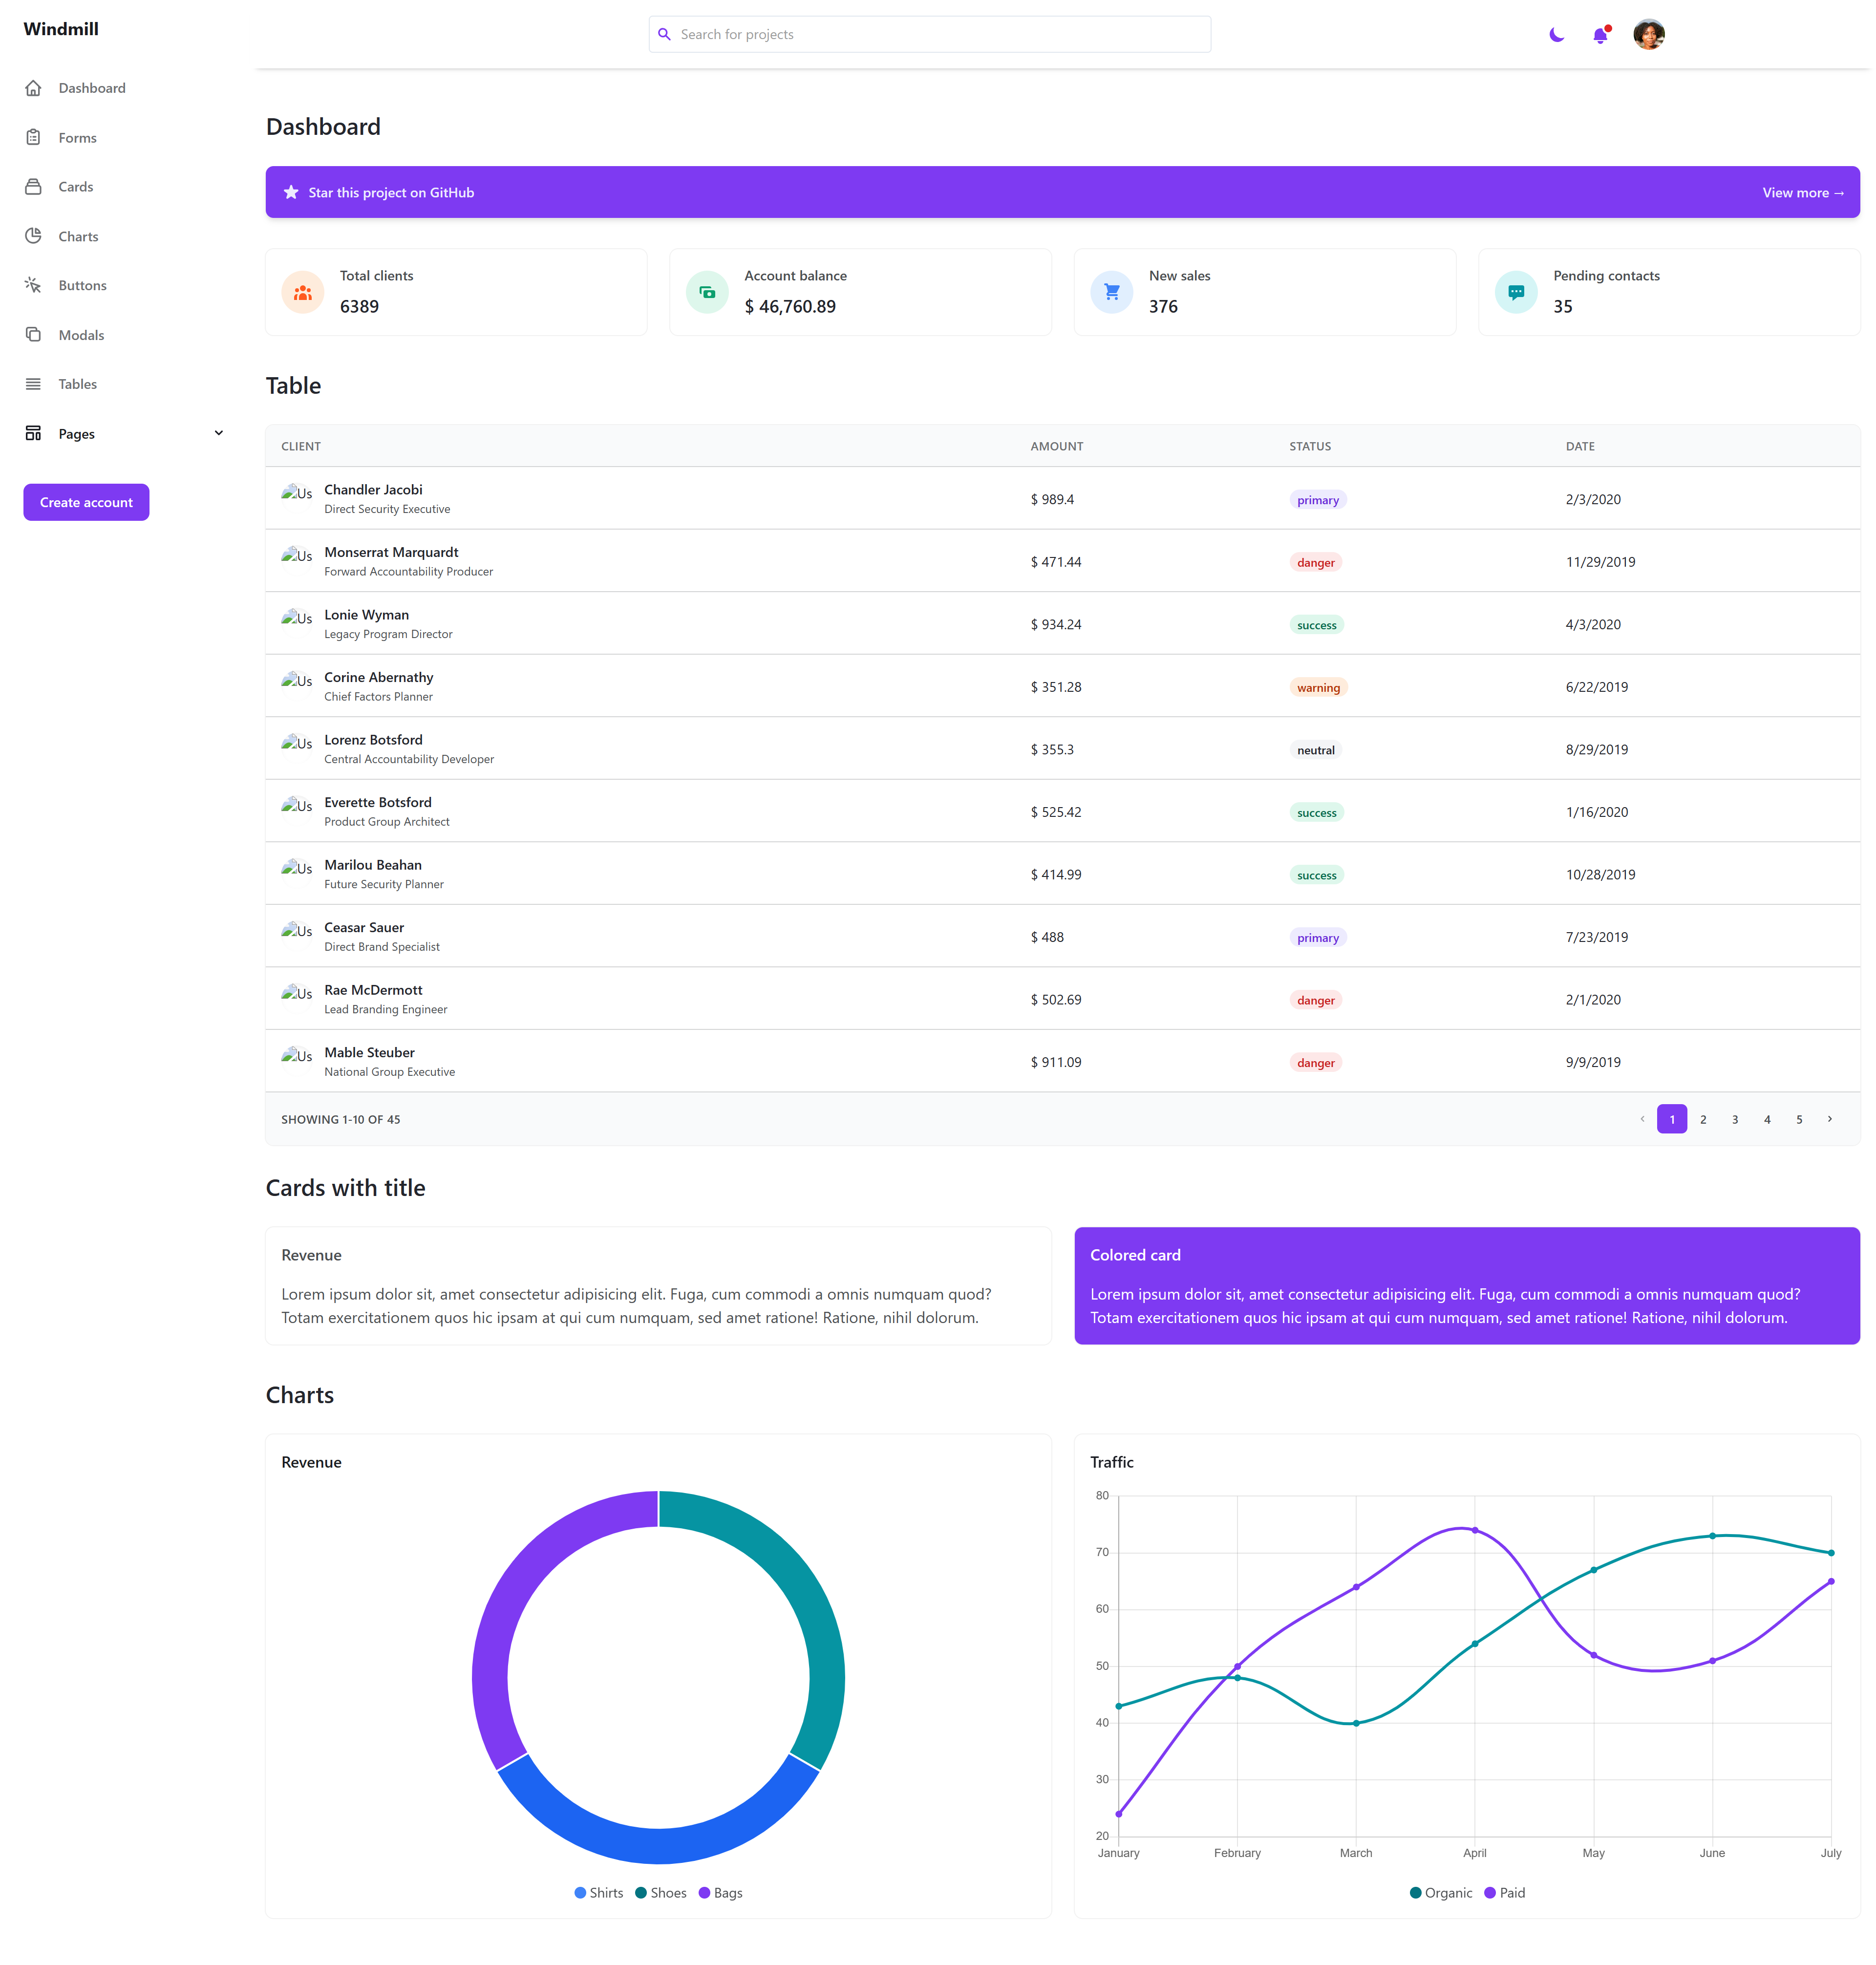 Windmill
Search for projects
Dashboard
Forms
Cards
Charts
Buttons
Modals
Tables
Pages
Create account
Dashboard
Star this project on GitHub
View more →
Total clients
6389
Account balance
$ 46,760.89
New sales
376
Pending contacts
35
Table
CLIENT AMOUNT STATUS DATE
Us Chandler Jacobi
Direct Security Executive
$ 989.4 primary 2/3/2020
Us Monserrat Marquardt
Forward Accountability Producer
$ 471.44 danger 11/29/2019
Us Lonie Wyman
Legacy Program Director
$ 934.24 success 4/3/2020
Us Corine Abernathy
Chief Factors Planner
$ 351.28 warning 6/22/2019
Us Lorenz Botsford
Central Accountability Developer
$ 355.3 neutral 8/29/2019
Us Everette Botsford
Product Group Architect
$ 525.42 success 1/16/2020
Us Marilou Beahan
Future Security Planner
$ 414.99 success 10/28/2019
Us Ceasar Sauer
Direct Brand Specialist
$ 488 primary 7/23/2019
Us Rae McDermott
Lead Branding Engineer
$ 502.69 danger 2/1/2020
Us Mable Steuber
National Group Executive
$ 911.09 danger 9/9/2019
SHOWING 1-10 OF 45
1 2 3 4 5
Cards with title
Revenue
Lorem ipsum dolor sit, amet consectetur adipisicing elit. Fuga, cum commodi a omnis numquam quod?
Totam exercitationem quos hic ipsam at qui cum numquam, sed amet ratione! Ratione, nihil dolorum.
Colored card
Lorem ipsum dolor sit, amet consectetur adipisicing elit. Fuga, cum commodi a omnis numquam quod?
Totam exercitationem quos hic ipsam at qui cum numquam, sed amet ratione! Ratione, nihil dolorum.
Charts
Revenue
Shirts Shoes Bags
Traffic
80
70
60
50
40
30
20
January February March April May June July
Organic Paid